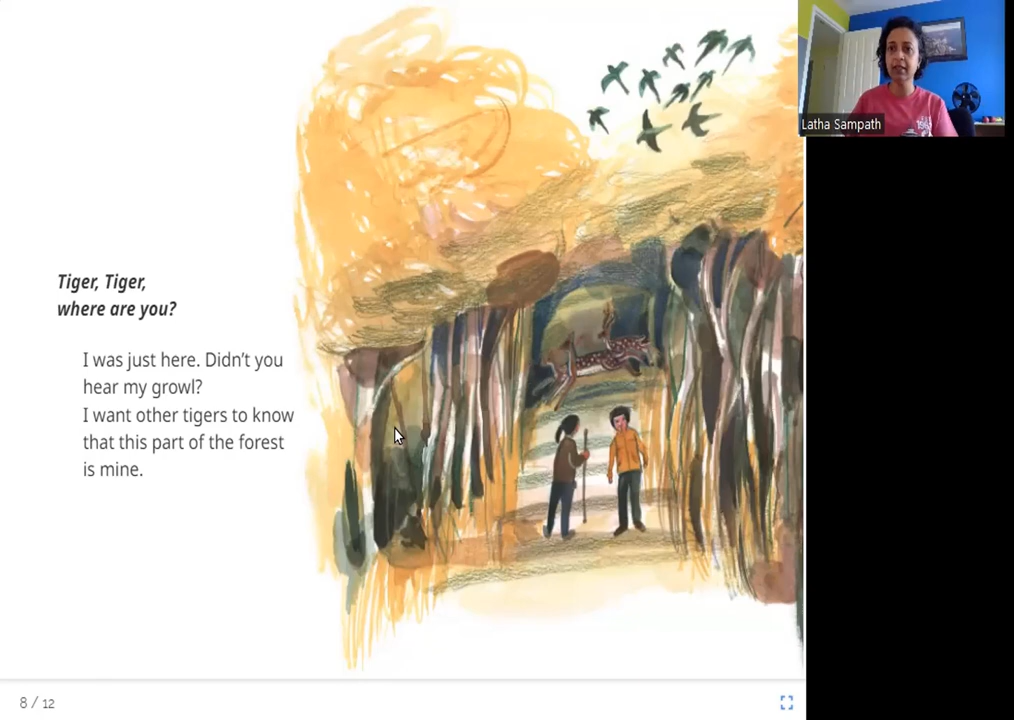 Tiger, Tiger,
where are you?
I was just here. Didn't you
hear my growl?
I want other tigers to know
that this part of the forest
is mine.
8 / 12
Latha Sampath